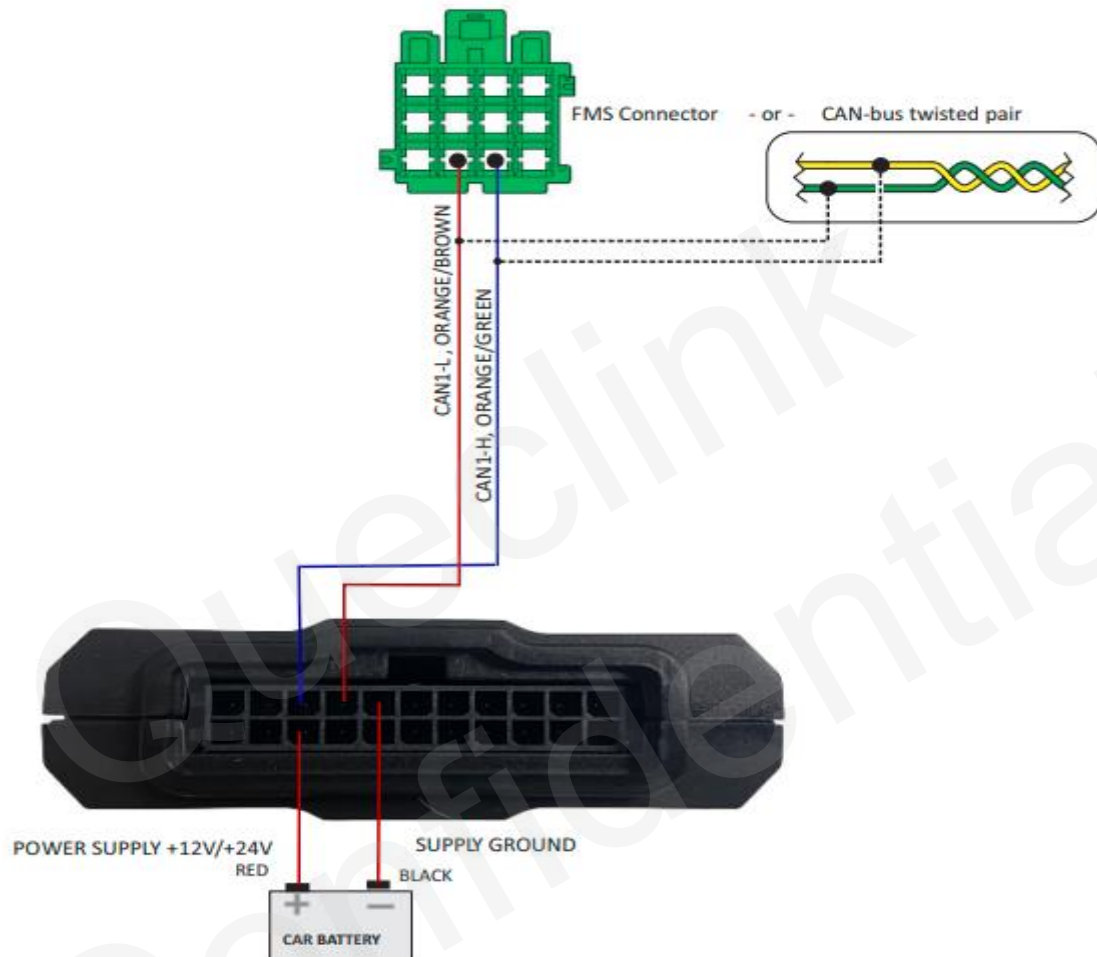 FMS Connector - or - CAN-bus twisted pair
CAN1-L , ORANGE/BROWN
CAN1-H, ORANGE/GREEN
Queclink
Confidential
POWER SUPPLY +12V/+24V
RED
SUPPLY GROUND
BLACK
+ −
CAR BATTERY